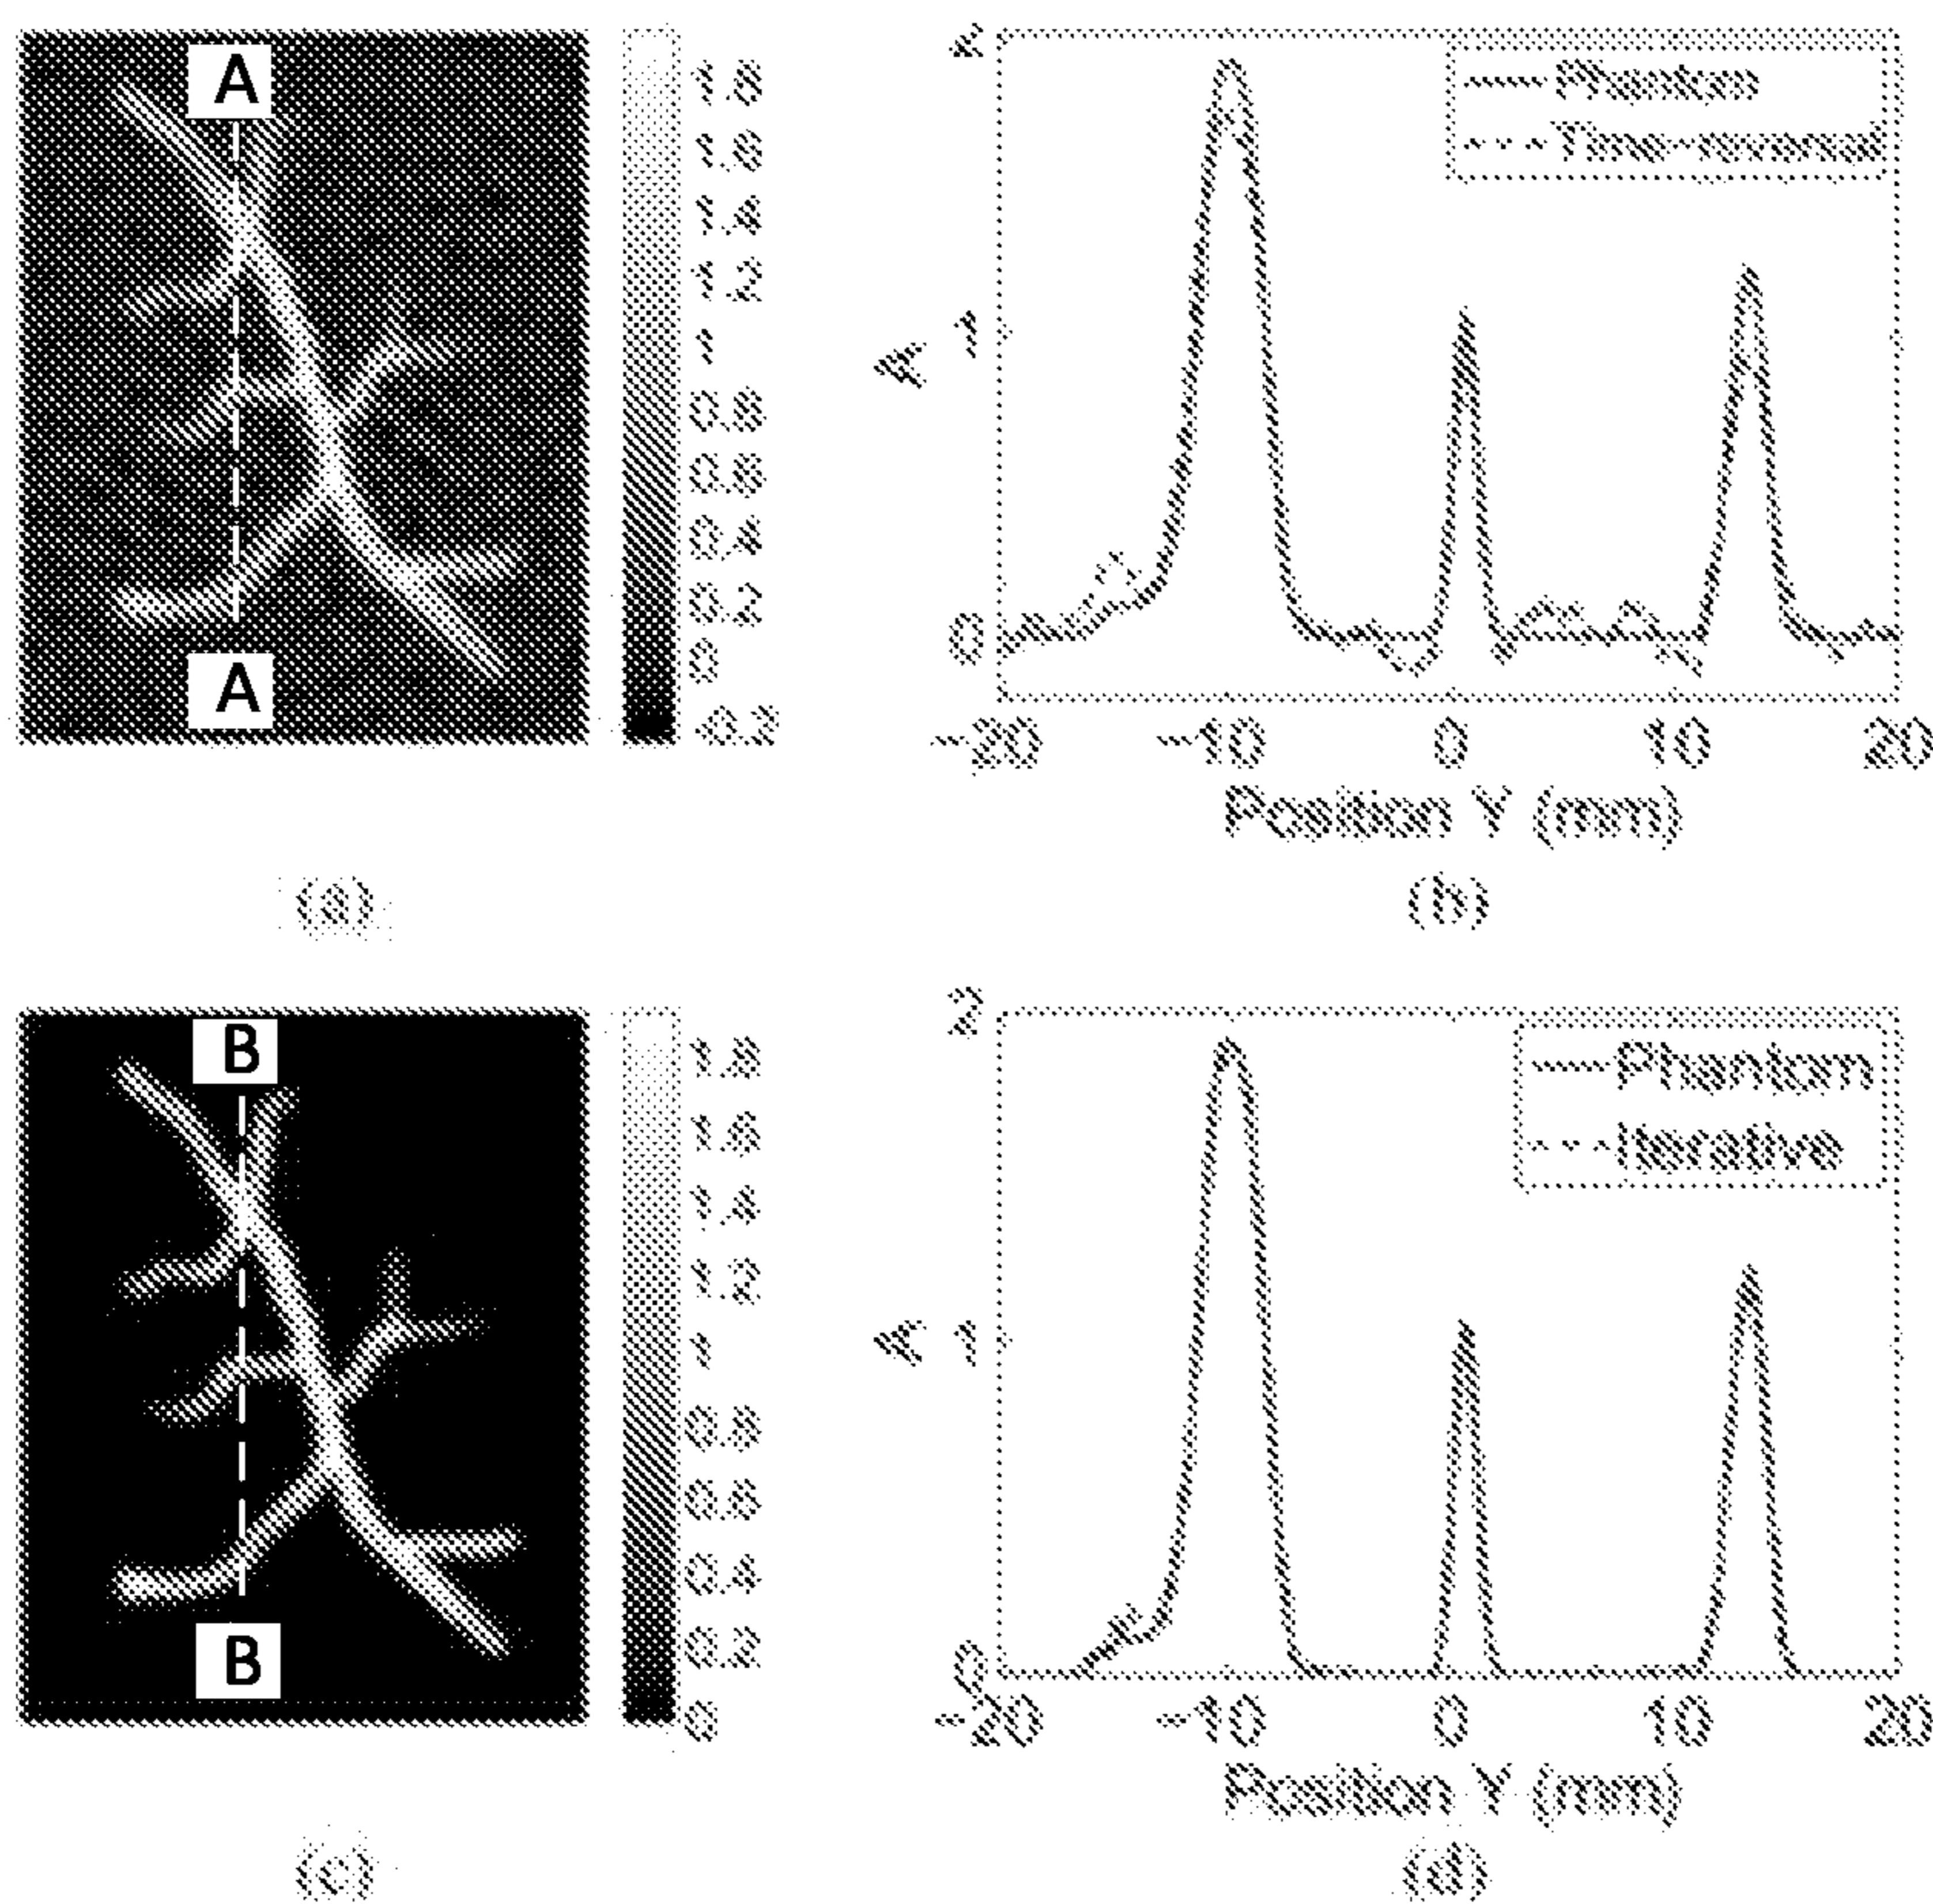 A
A
1.8
1.6
1.4
1.2
1
0.8
0.6
0.4
0.2
0
-0.2
(a)
2
A 1
0
Phantom
Time-reversal
-20 -10 0 10 20
Position Y (mm)
(b)
B
B
1.8
1.6
1.4
1.2
1
0.8
0.6
0.4
0.2
0
(c)
2
A 1
0
Phantom
Iterative
-20 -10 0 10 20
Position Y (mm)
(d)